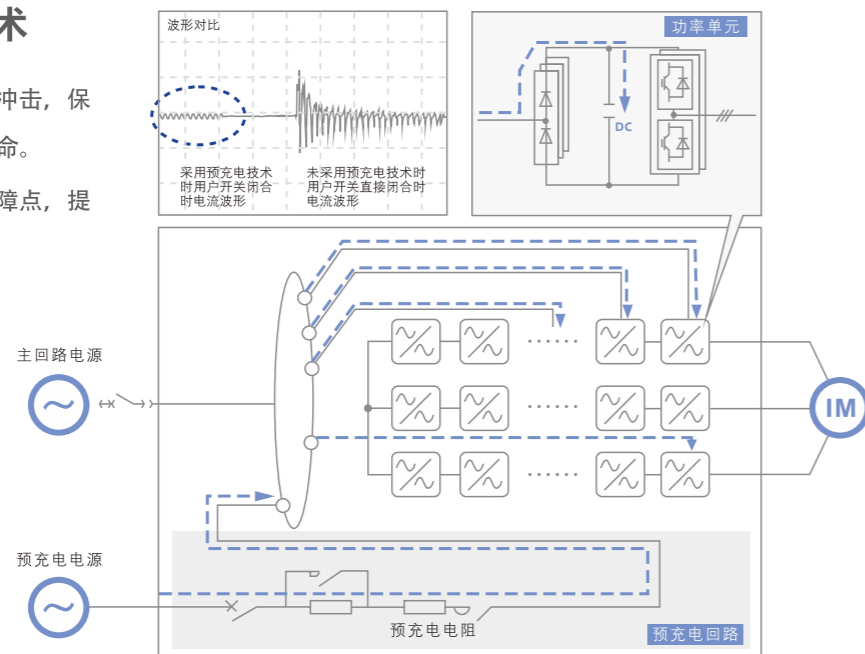 术
冲击，保
命。
障点，提
波形对比
采用预充电技术
时用户开关闭合
时电流波形
未采用预充电技术时
用户开关直接闭合时
电流波形
功率单元
DC
主回路电源
IM
预充电电源
预充电电阻
预充电回路